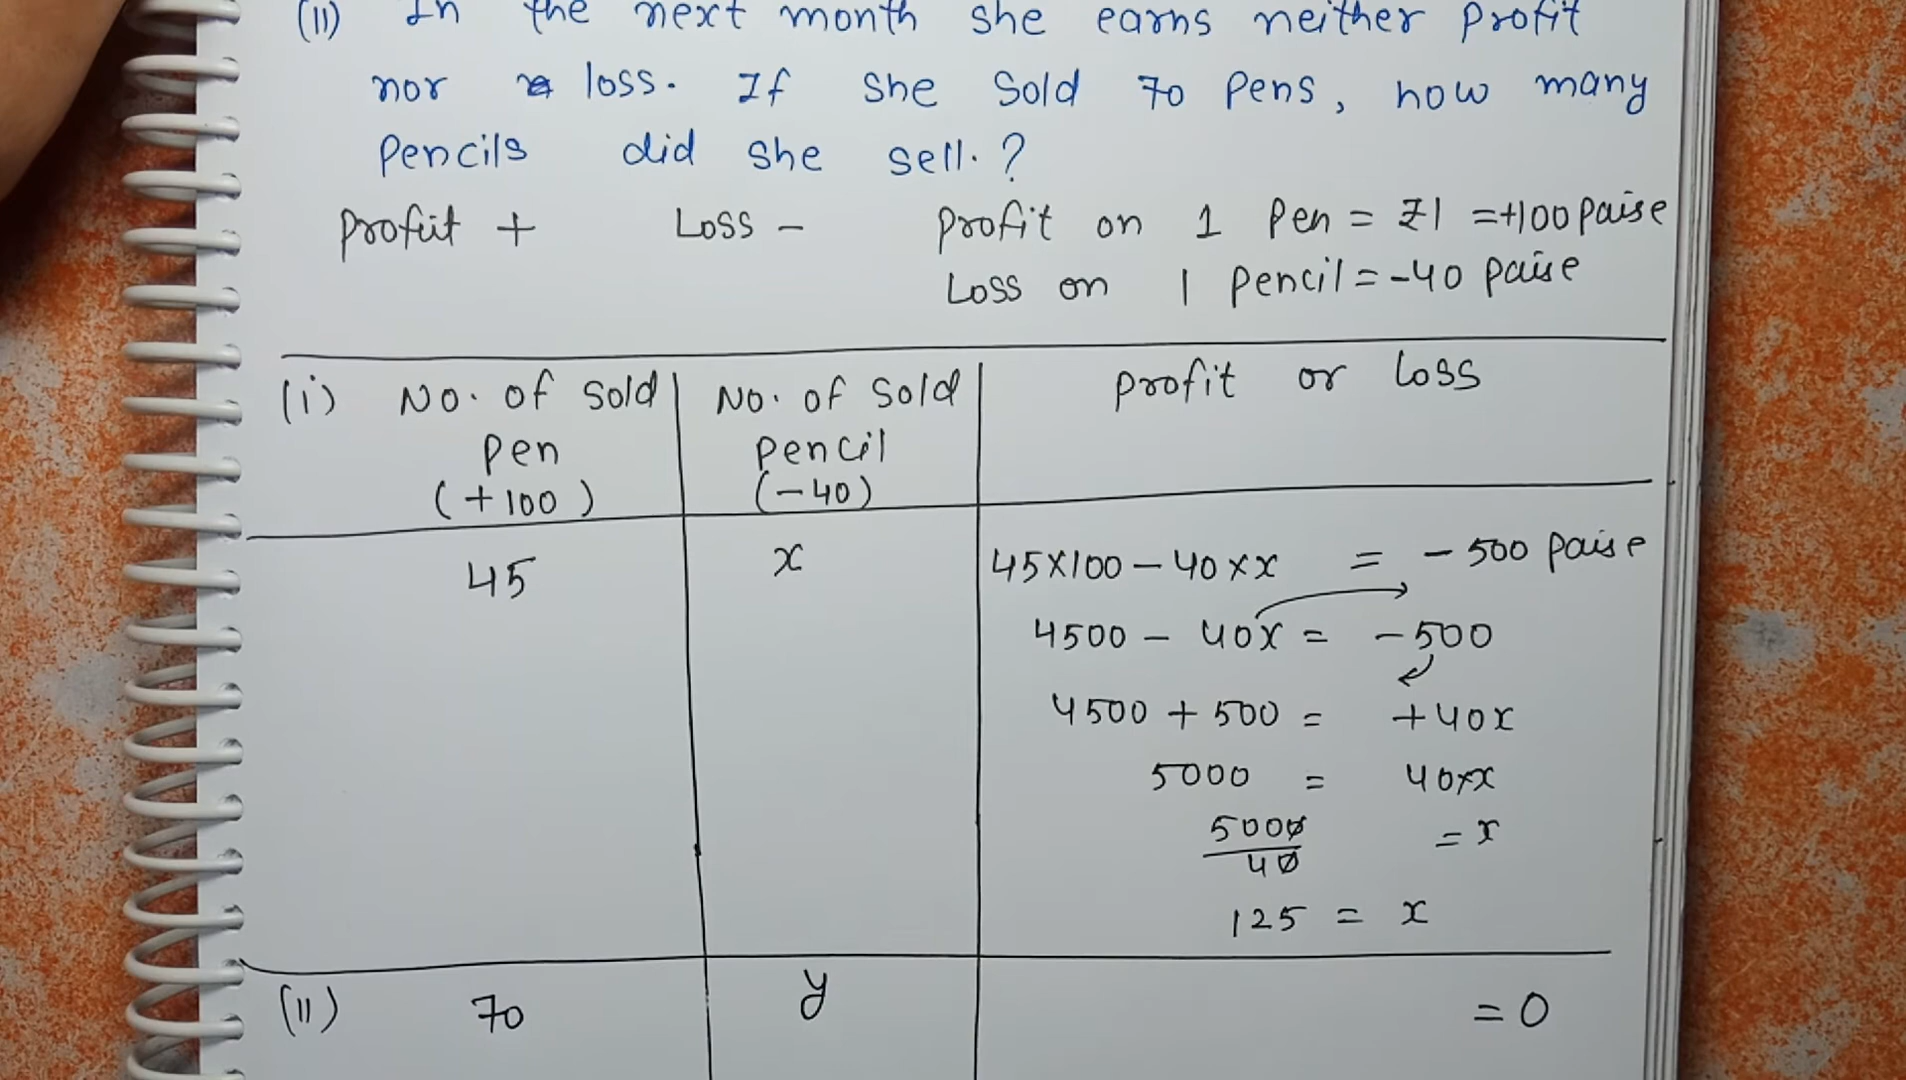 (ii) In the next month she earns neither profit
nor loss. If she sold 70 pens, how many
pencils did she sell.?
Profit + Loss - Profit on 1 Pen = ₹1 = +100 paise
Loss on 1 pencil = -40 paise
(i) No. of sold pen (+100) No. of sold pencil (-40) profit or loss
45 x 45×100 - 40×x = -500 paise
4500 - 40x = -500
4500 + 500 = +40x
5000 = 40×x
5000/40 = x
125 = x
(ii) 70 y = 0